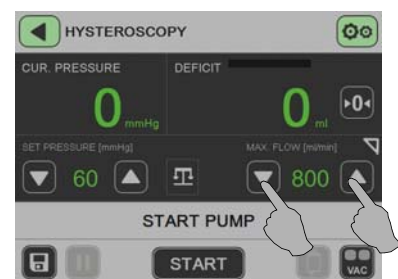 HYSTEROSCOPY
CUR. PRESSURE DEFICIT
0 mmHg 0 ml ▸0◂
SET PRESSURE [mmHg] MAX. FLOW [ml/min]
60 800
START PUMP
START VAC